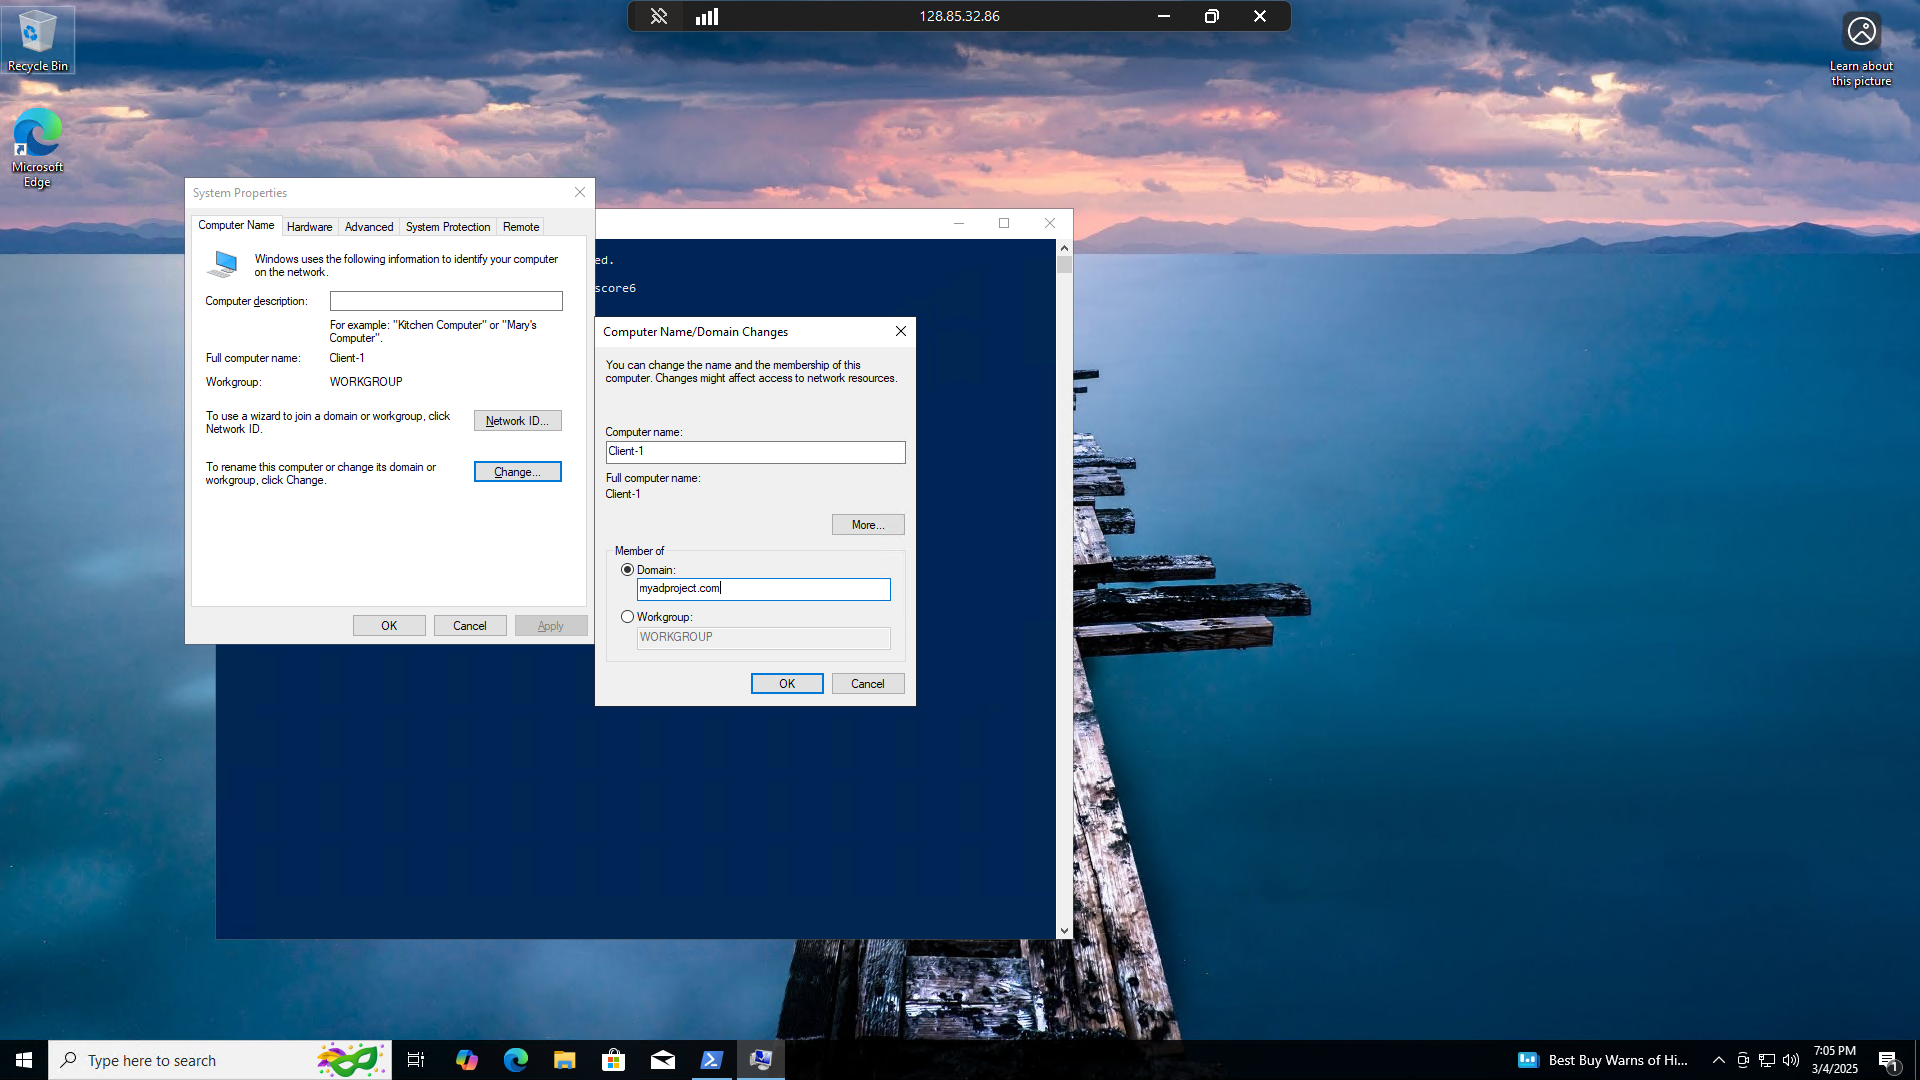 128.85.32.86
Recycle Bin
Learn about
this picture
Microsoft
Edge
System Properties
Computer Name
Hardware
Advanced
System Protection
Remote
Windows uses the following information to identify your computer
on the network.
Computer description:
For example: "Kitchen Computer" or "Mary's
Computer".
Full computer name:
Client-1
Workgroup:
WORKGROUP
To use a wizard to join a domain or workgroup, click
Network ID.
Network ID...
To rename this computer or change its domain or
workgroup, click Change.
Change...
OK
Cancel
Apply
ed.
score6
Computer Name/Domain Changes
You can change the name and the membership of this
computer. Changes might affect access to network resources.
Computer name:
Client-1
Full computer name:
Client-1
More...
Member of
Domain:
myadproject.com
Workgroup:
WORKGROUP
OK
Cancel
Type here to search
Best Buy Warns of Hi...
7:05 PM
3/4/2025
1